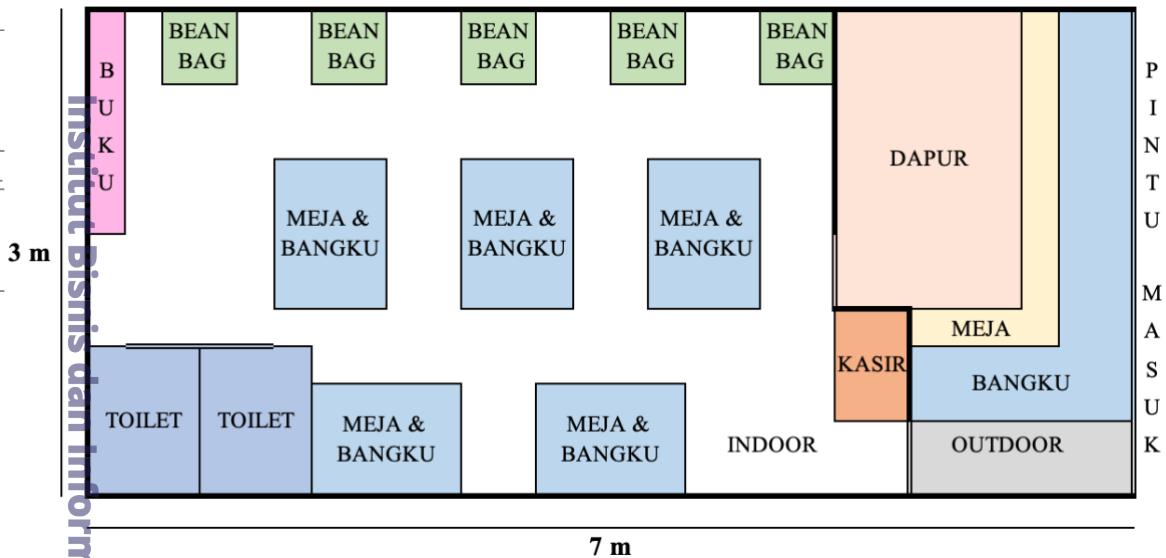 BEAN
BAG
BEAN
BAG
BEAN
BAG
BEAN
BAG
BEAN
BAG
B
U
K
U
DAPUR
P
I
N
T
U
M
A
S
U
K
MEJA &
BANGKU
MEJA &
BANGKU
MEJA &
BANGKU
3 m
MEJA
KASIR
BANGKU
TOILET
TOILET
MEJA &
BANGKU
MEJA &
BANGKU
INDOOR
OUTDOOR
7 m
Institut Bisnis dan Inform